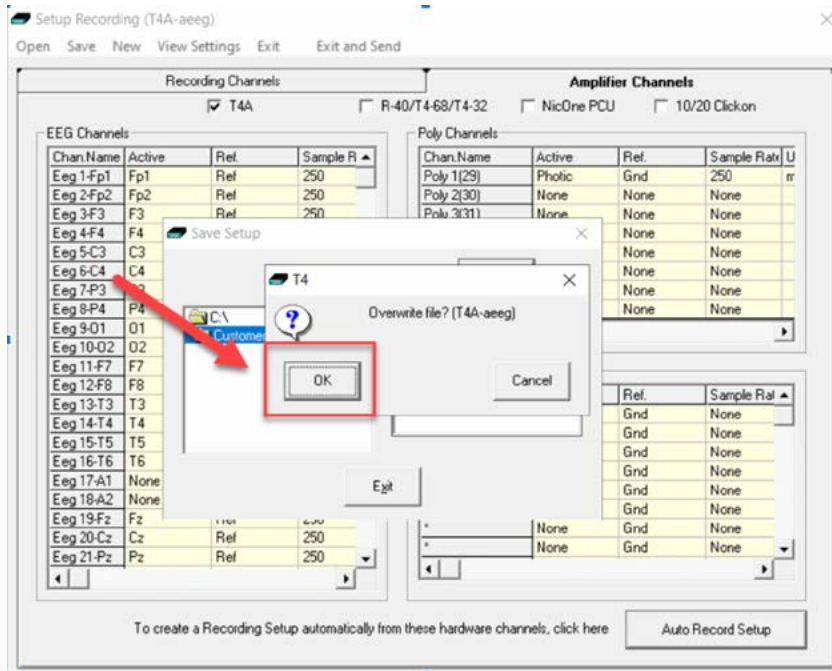 Setup Recording (T4A-aeeg)
Open Save New View Settings Exit Exit and Send
Recording Channels Amplifier Channels
T4A R-40/T4-68/T4-32 NicOne PCU 10/20 Clickon
EEG Channels Poly Channels
Chan.Name Active Ref. Sample R Chan.Name Active Ref. Sample Rate U
Eeg 1-Fp1 Fp1 Ref 250 Poly 1(29) Photic Gnd 250
Eeg 2-Fp2 Fp2 Ref 250 Poly 2(30) None None None
Eeg 3-F3 F3 Ref 250 Poly 3(31) None None None
Eeg 4-F4 F4 Save Setup None None
Eeg 5-C3 C3 None None
Eeg 6-C4 C4 T4 None None
Eeg 7-P3 None None
Eeg 8-P4 P4 C:\ Overwrite file? (T4A-aeeg) None None
Eeg 9-O1 O1 Customer
Eeg 10-O2 O2
Eeg 11-F7 F7 OK Cancel
Eeg 12-F8 F8 Ref. Sample Rat
Eeg 13-T3 T3 Gnd None
Eeg 14-T4 T4 Gnd None
Eeg 15-T5 T5 Gnd None
Eeg 16-T6 T6 Gnd None
Eeg 17-A1 None Exit Gnd None
Eeg 18-A2 None Gnd None
Eeg 19-Fz Fz None Gnd None
Eeg 20-Cz Cz Ref 250 * None Gnd None
Eeg 21-Pz Pz Ref 250
To create a Recording Setup automatically from these hardware channels, click here Auto Record Setup